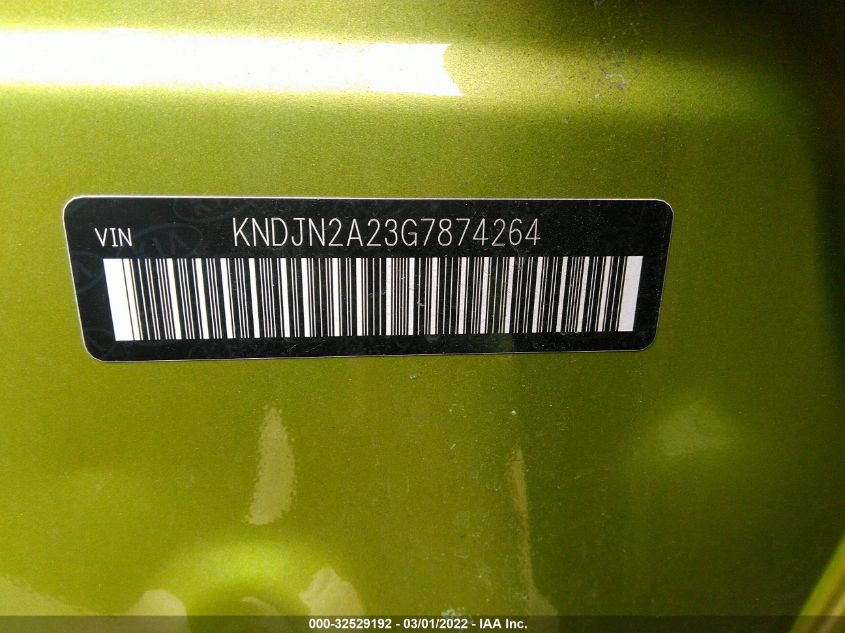 VIN KNDJN2A23G7874264
000-32529192 - 03/01/2022 - IAA Inc.